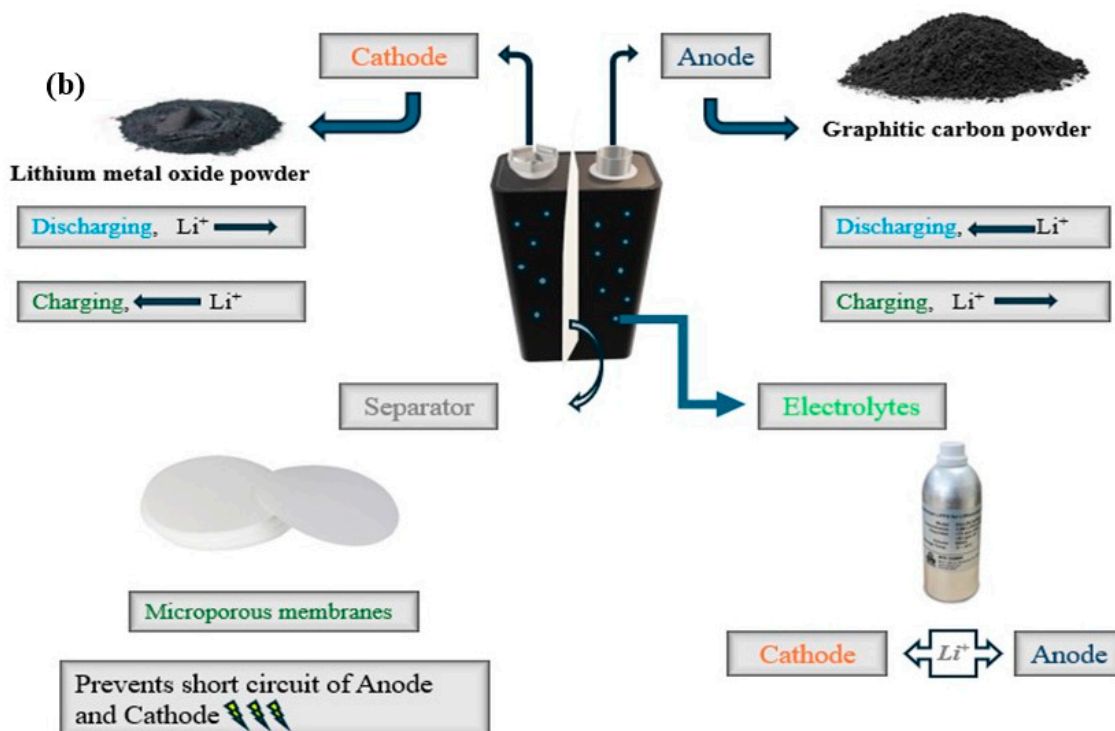 (b)
Cathode
Anode
Lithium metal oxide powder
Graphitic carbon powder
Discharging, Li⁺
Discharging, Li⁺
Charging, Li⁺
Charging, Li⁺
Separator
Electrolytes
Microporous membranes
Prevents short circuit of Anode
and Cathode
Cathode
Li⁺
Anode